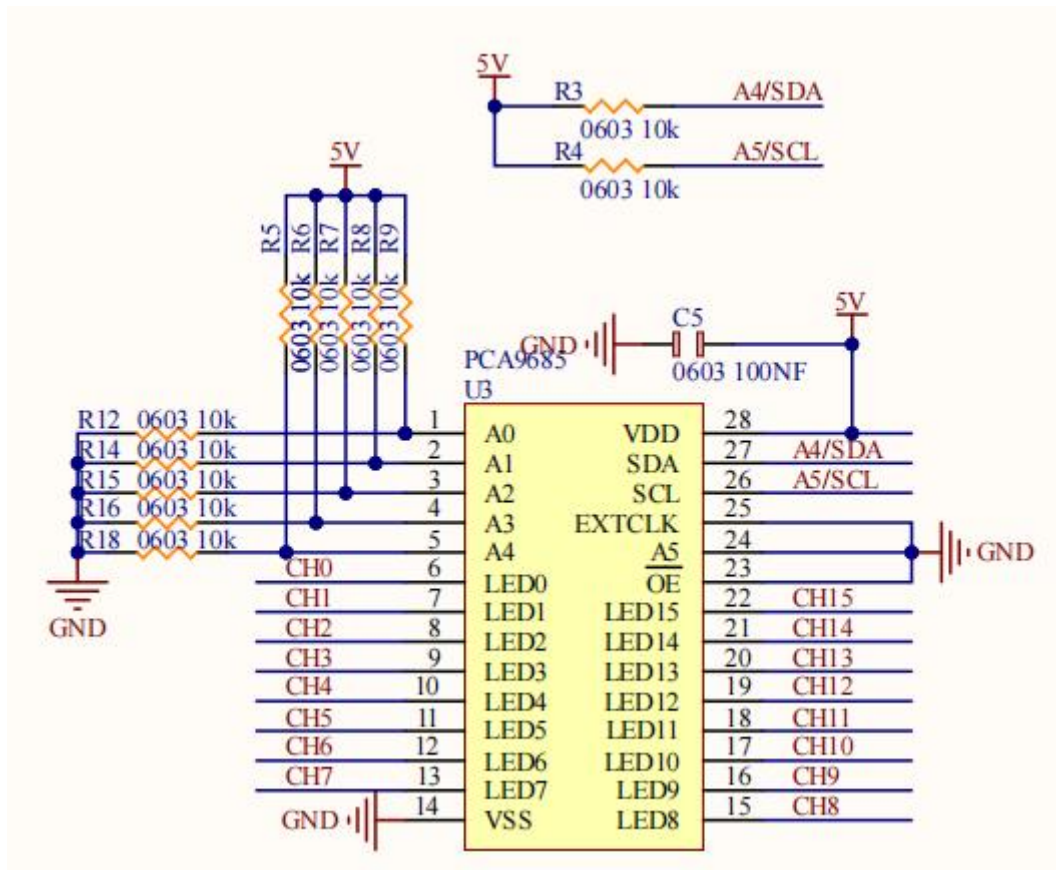 5V
R3 A4/SDA
0603 10k
R4 A5/SCL
0603 10k
5V
R5 R6 R7 R8 R9
0603 10k 0603 10k 0603 10k 0603 10k 0603 10k
5V
GND C5
0603 100NF
PCA9685
U3
R12 0603 10k 1 A0 VDD 28
R14 0603 10k 2 A1 SDA 27 A4/SDA
R15 0603 10k 3 A2 SCL 26 A5/SCL
R16 0603 10k 4 A3 EXTCLK 25
R18 0603 10k 5 A4 A5 24 GND
CH0 6 LED0 OE 23
CH1 7 LED1 LED15 22 CH15
GND
CH2 8 LED2 LED14 21 CH14
CH3 9 LED3 LED13 20 CH13
CH4 10 LED4 LED12 19 CH12
CH5 11 LED5 LED11 18 CH11
CH6 12 LED6 LED10 17 CH10
CH7 13 LED7 LED9 16 CH9
GND 14 VSS LED8 15 CH8